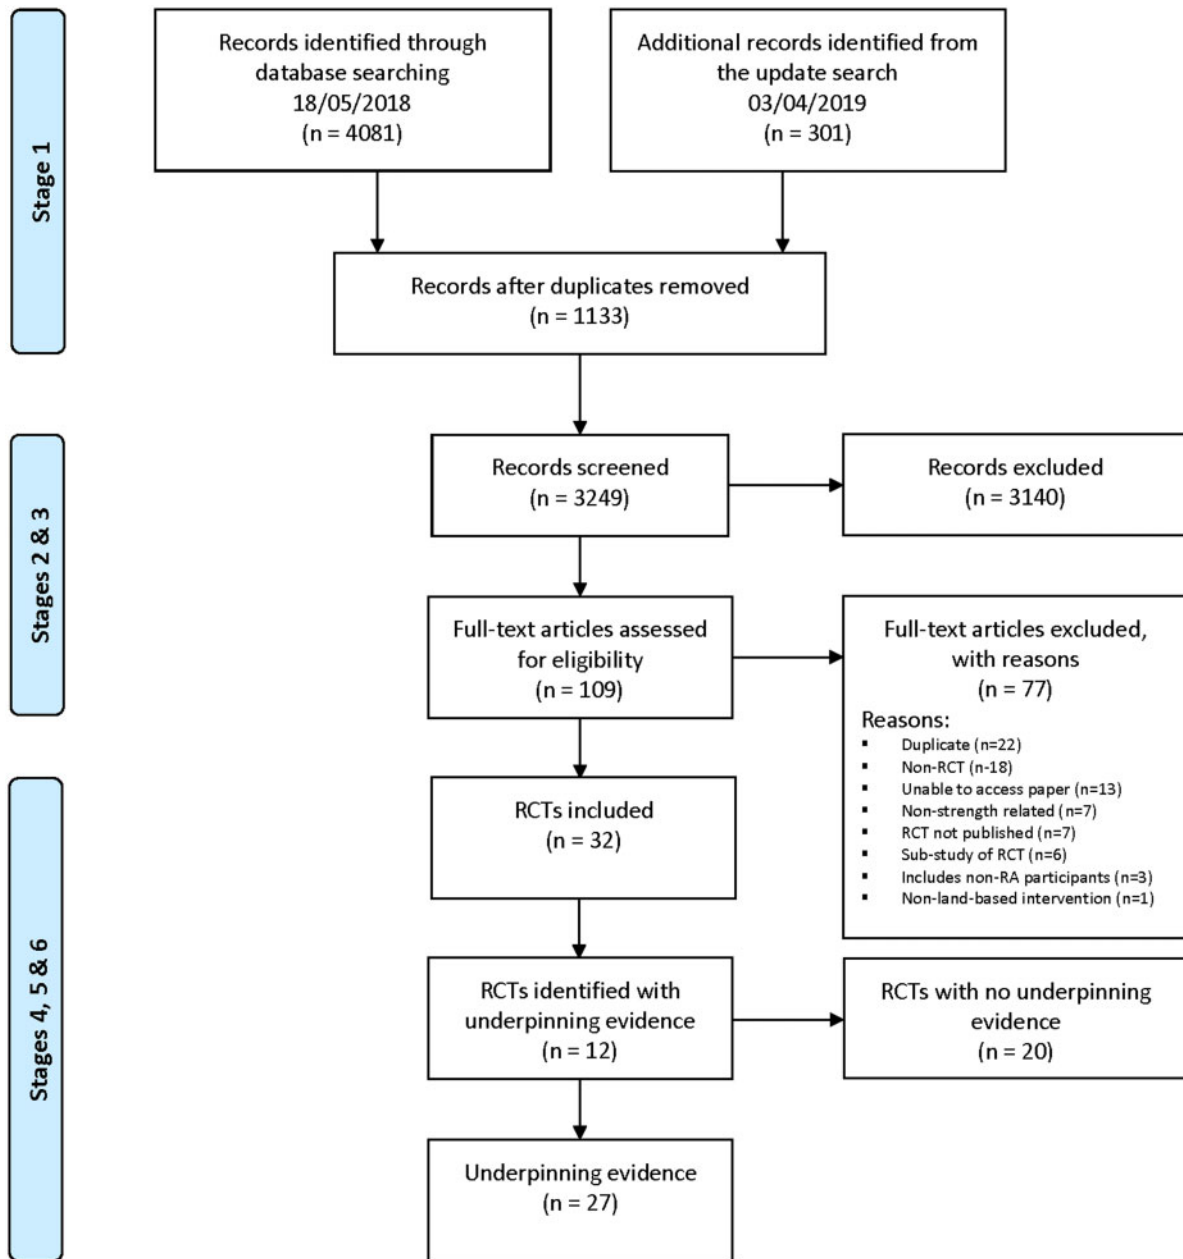 Stage 1
Records identified through
database searching
18/05/2018
(n = 4081)
Additional records identified from
the update search
03/04/2019
(n = 301)
Records after duplicates removed
(n = 1133)
Stages 2 & 3
Records screened
(n = 3249)
Records excluded
(n = 3140)
Full-text articles assessed
for eligibility
(n = 109)
Full-text articles excluded,
with reasons
(n = 77)
Reasons:
▪ Duplicate (n=22)
▪ Non-RCT (n-18)
▪ Unable to access paper (n=13)
▪ Non-strength related (n=7)
▪ RCT not published (n=7)
▪ Sub-study of RCT (n=6)
▪ Includes non-RA participants (n=3)
▪ Non-land-based intervention (n=1)
Stages 4, 5 & 6
RCTs included
(n = 32)
RCTs identified with
underpinning evidence
(n = 12)
RCTs with no underpinning
evidence
(n = 20)
Underpinning evidence
(n = 27)